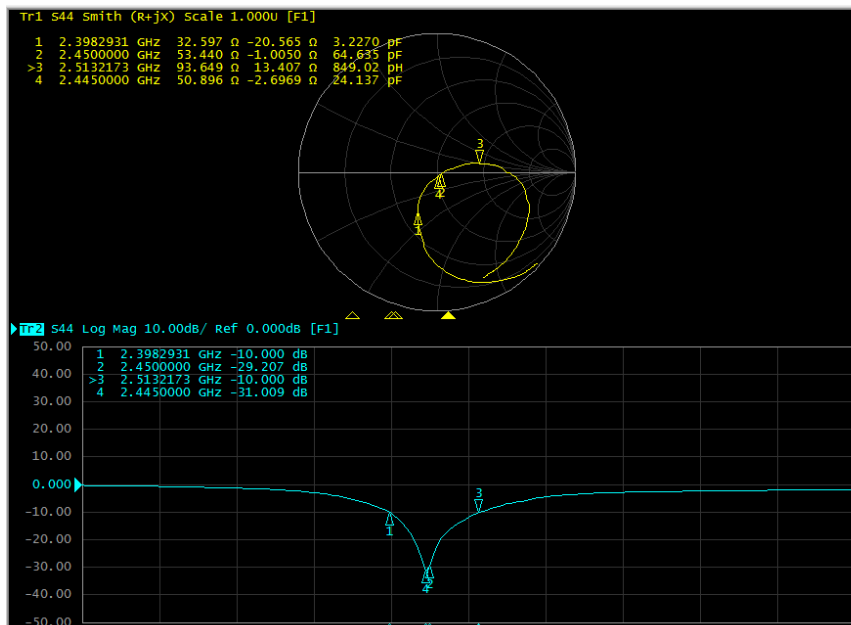 Tr1 S44 Smith (R+jX) Scale 1.000U [F1]
1 2.3982931 GHz 32.597 Ω -20.565 Ω 3.2270 pF
2 2.4500000 GHz 53.440 Ω -1.0050 Ω 64.635 pF
>3 2.5132173 GHz 93.649 Ω 13.407 Ω 849.02 pH
4 2.4450000 GHz 50.896 Ω -2.6969 Ω 24.137 pF
3
4 2
1
Tr2 S44 Log Mag 10.00dB/ Ref 0.000dB [F1]
50.00
1 2.3982931 GHz -10.000 dB
2 2.4500000 GHz -29.207 dB
40.00
>3 2.5132173 GHz -10.000 dB
4 2.4450000 GHz -31.009 dB
30.00
20.00
10.00
0.000
3
-10.00
1
-20.00
-30.00
4 2
-40.00
-50.00